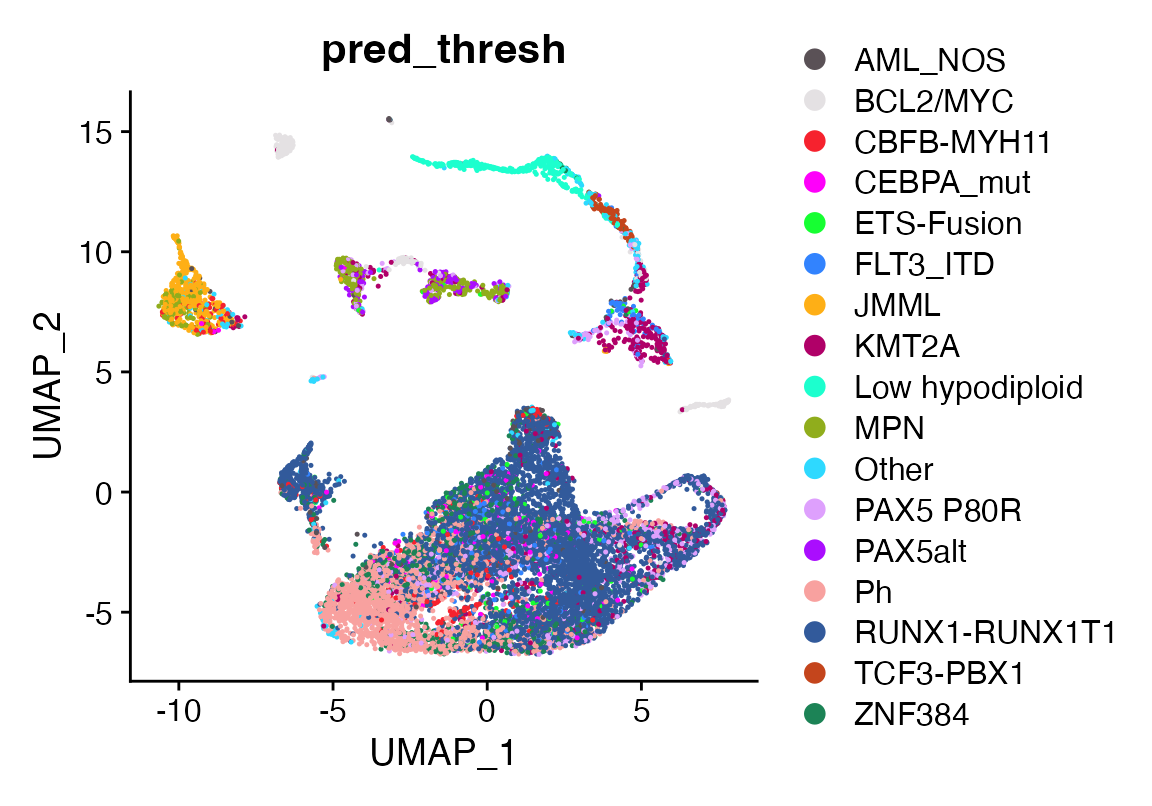 pred_thresh
15
10
5
0
-5
UMAP_2
-10
-5
0
5
UMAP_1
AML_NOS
BCL2/MYC
CBFB-MYH11
CEBPA_mut
ETS-Fusion
FLT3_ITD
JMML
KMT2A
Low hypodiploid
MPN
Other
PAX5 P80R
PAX5alt
Ph
RUNX1-RUNX1T1
TCF3-PBX1
ZNF384